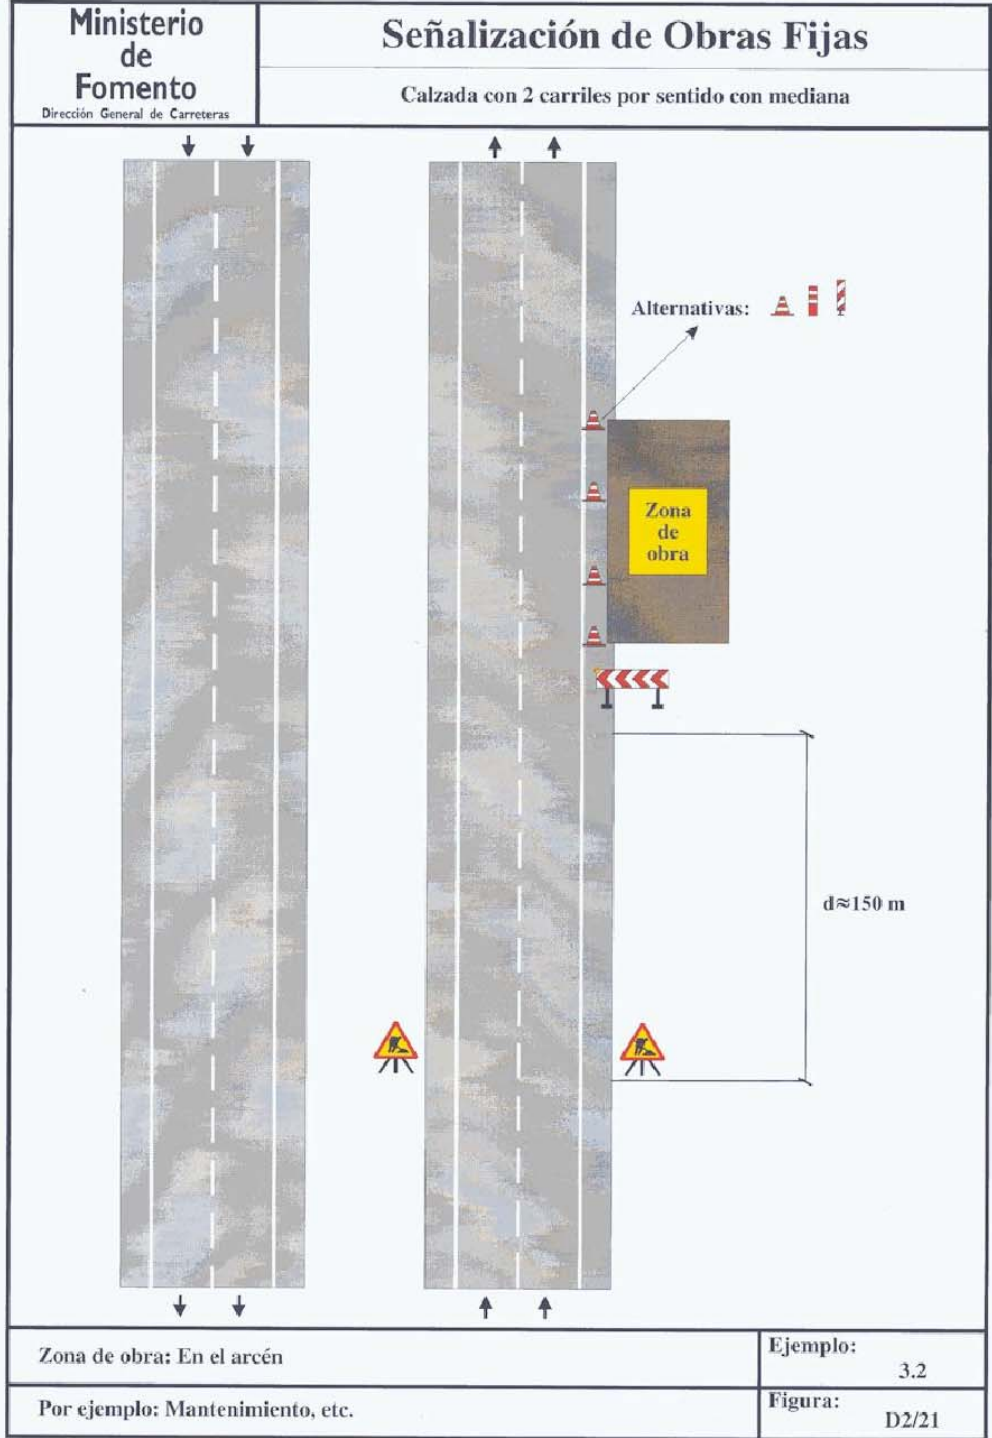 Ministerio
de
Fomento
Dirección General de Carreteras
Señalización de Obras Fijas
Calzada con 2 carriles por sentido con mediana
Alternativas:
Zona
de
obra
d≈150 m
Zona de obra: En el arcén
Ejemplo:
3.2
Por ejemplo: Mantenimiento, etc.
Figura:
D2/21